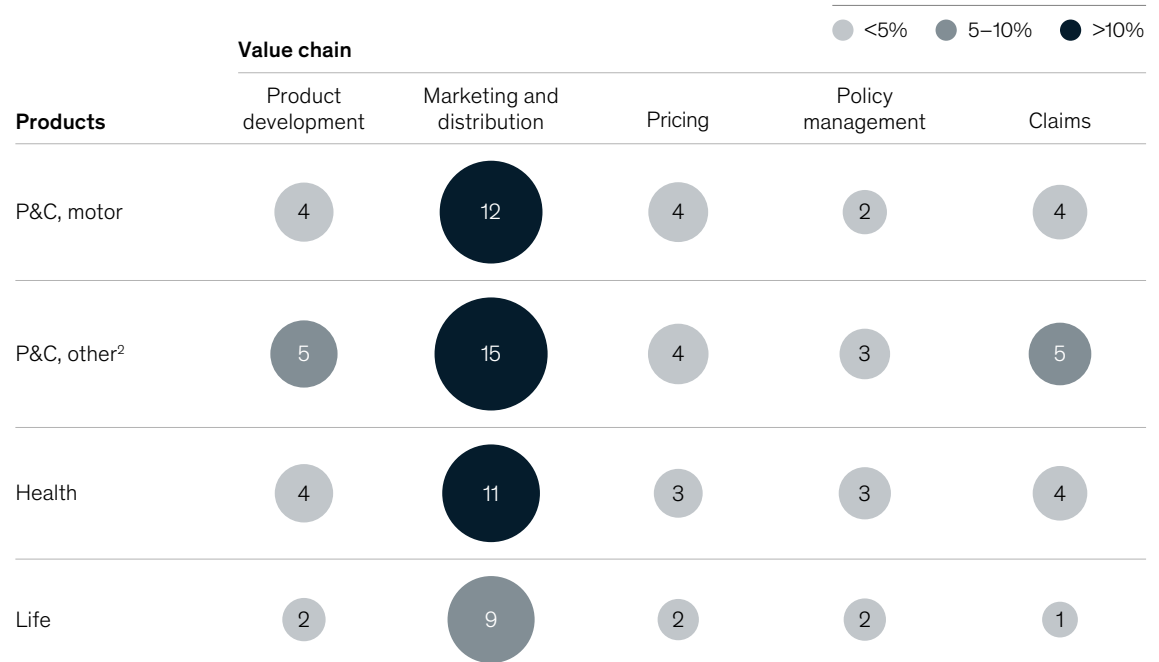 <5% 5–10% >10%
Value chain
Products
Product development
Marketing and distribution
Pricing
Policy management
Claims
P&C, motor 4 12 4 2 4
P&C, other² 5 15 4 3 5
Health 4 11 3 3 4
Life 2 9 2 2 1